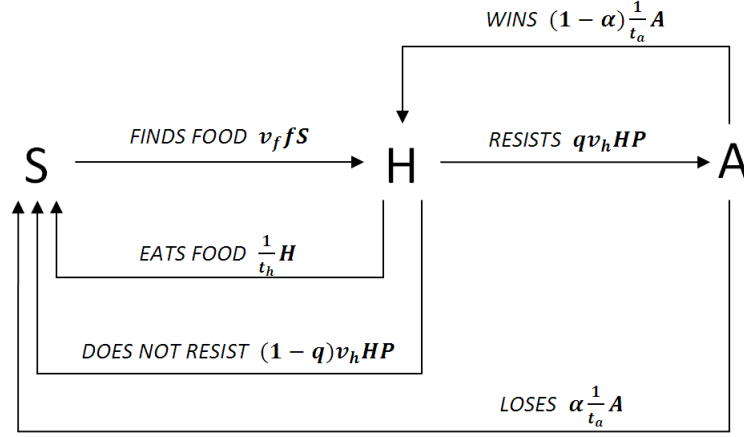 WINS (1 − α) 1/t_a A
FINDS FOOD v_f fS
RESISTS qv_h HP
S
H
A
EATS FOOD 1/t_h H
DOES NOT RESIST (1 − q)v_h HP
LOSES α 1/t_a A